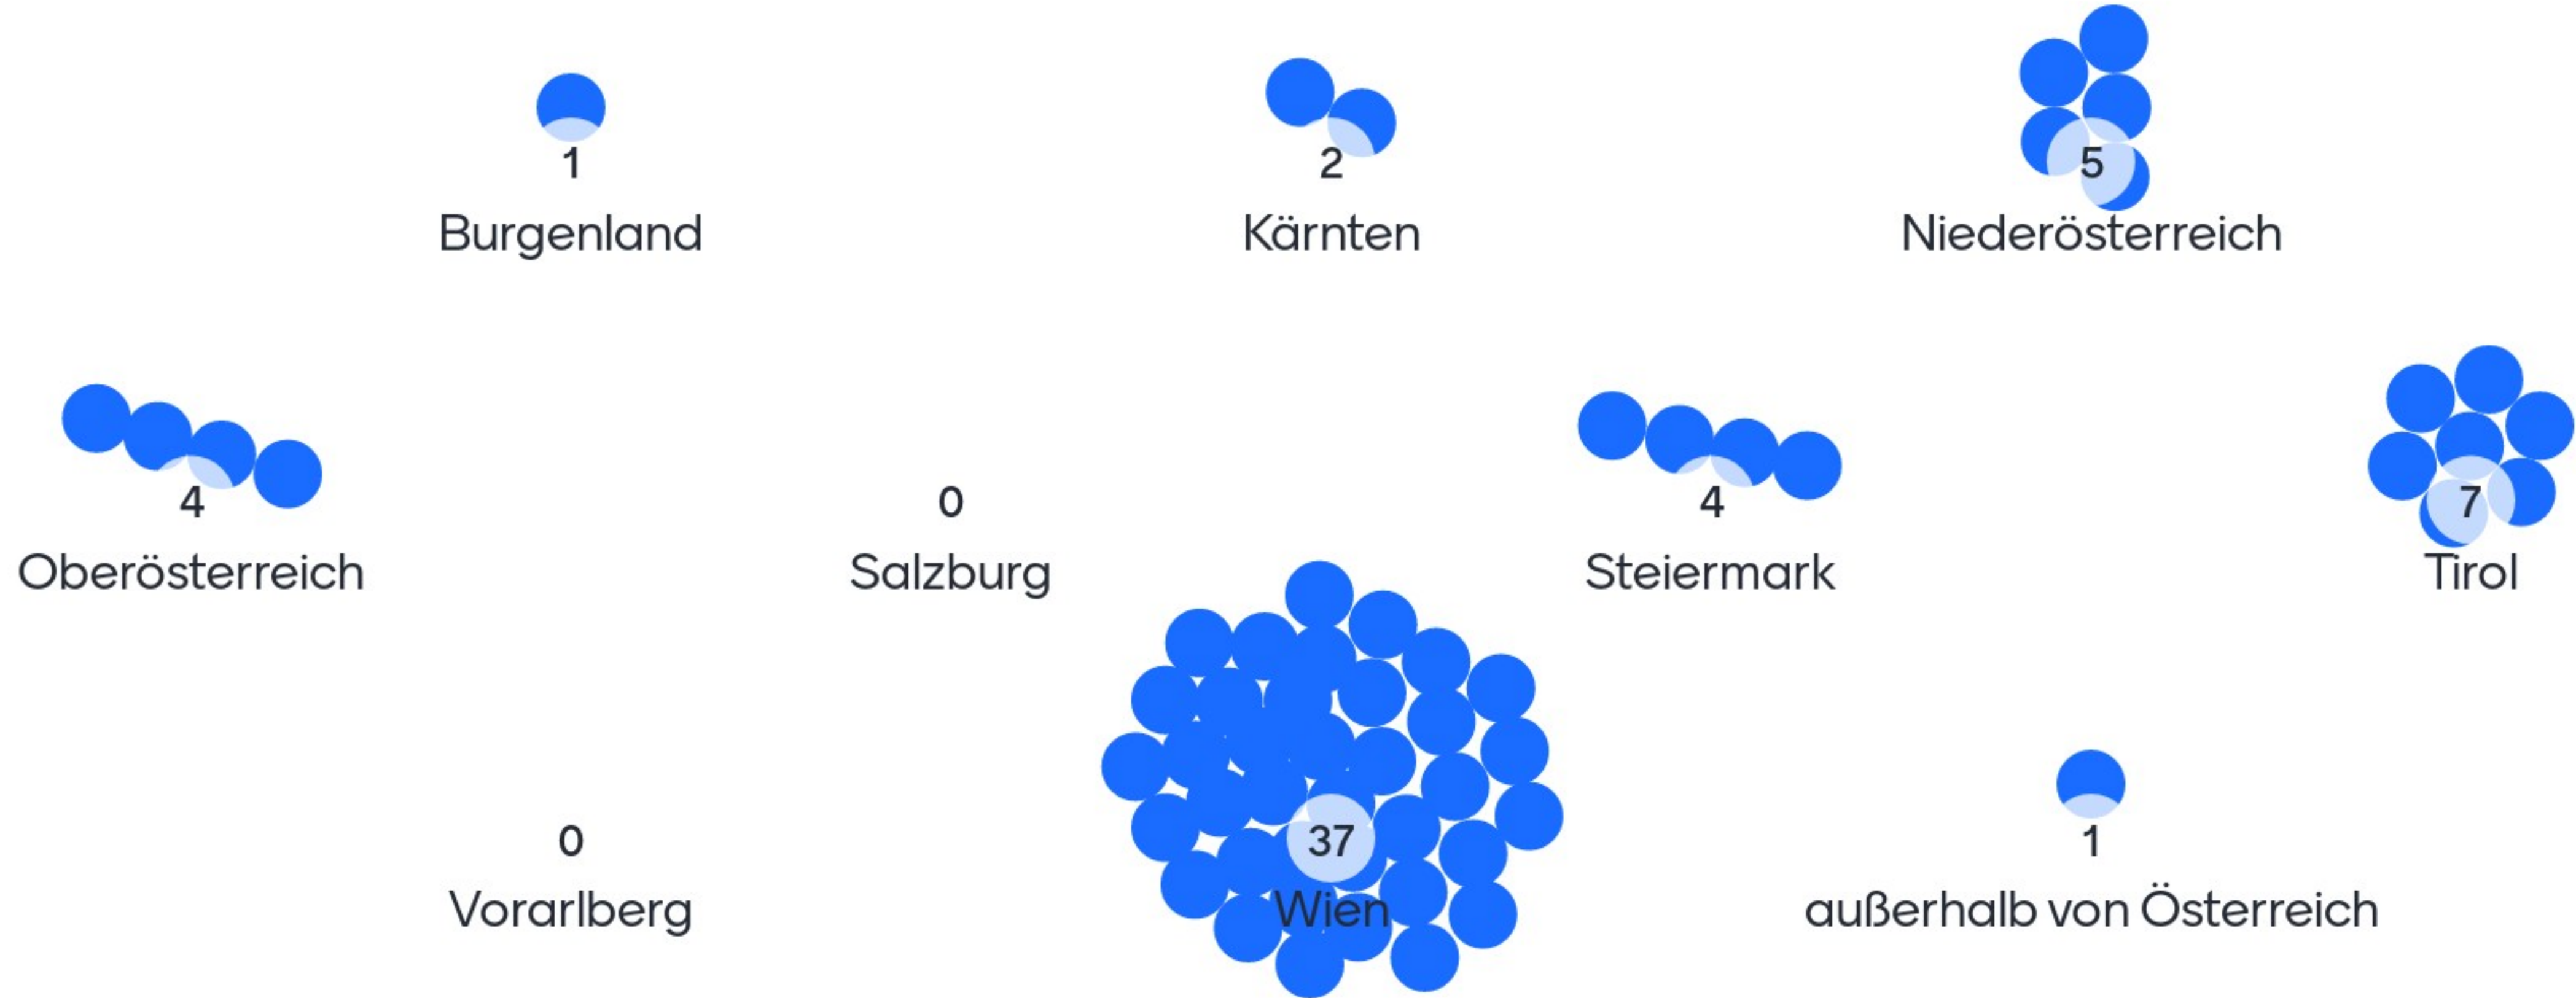 1
Burgenland
2
Kärnten
5
Niederösterreich
4
Oberösterreich
0
Salzburg
4
Steiermark
7
Tirol
0
Vorarlberg
37
Wien
1
außerhalb von Österreich